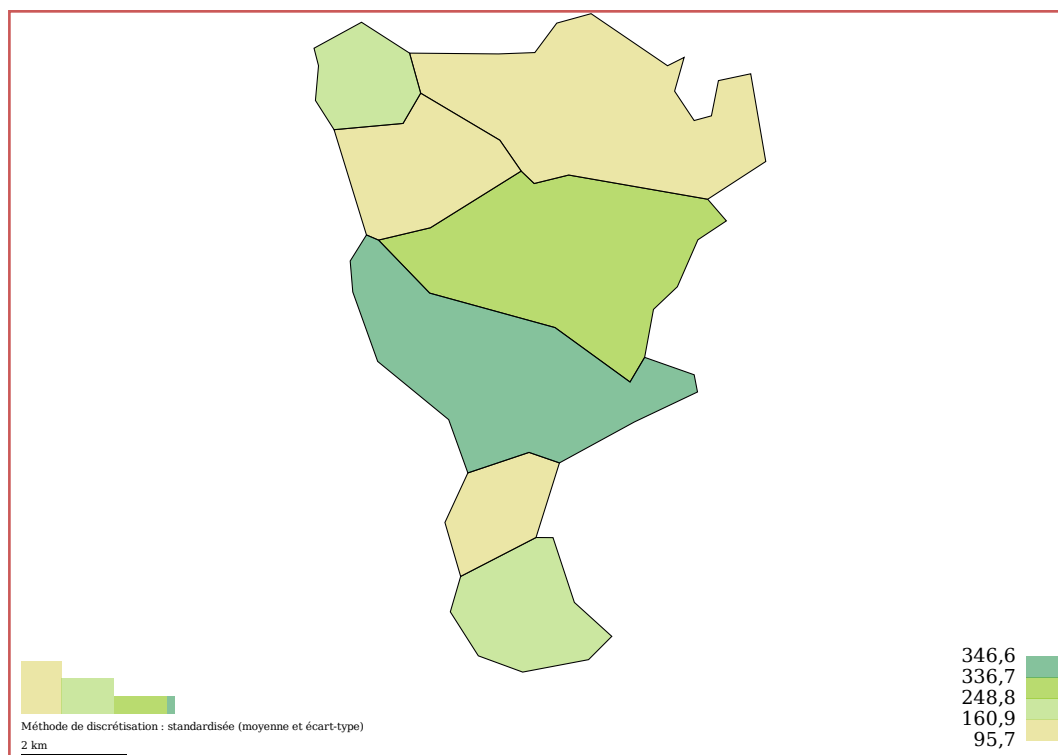 346,6
336,7
248,8
160,9
95,7
Méthode de discrétisation : standardisée (moyenne et écart-type)
2 km